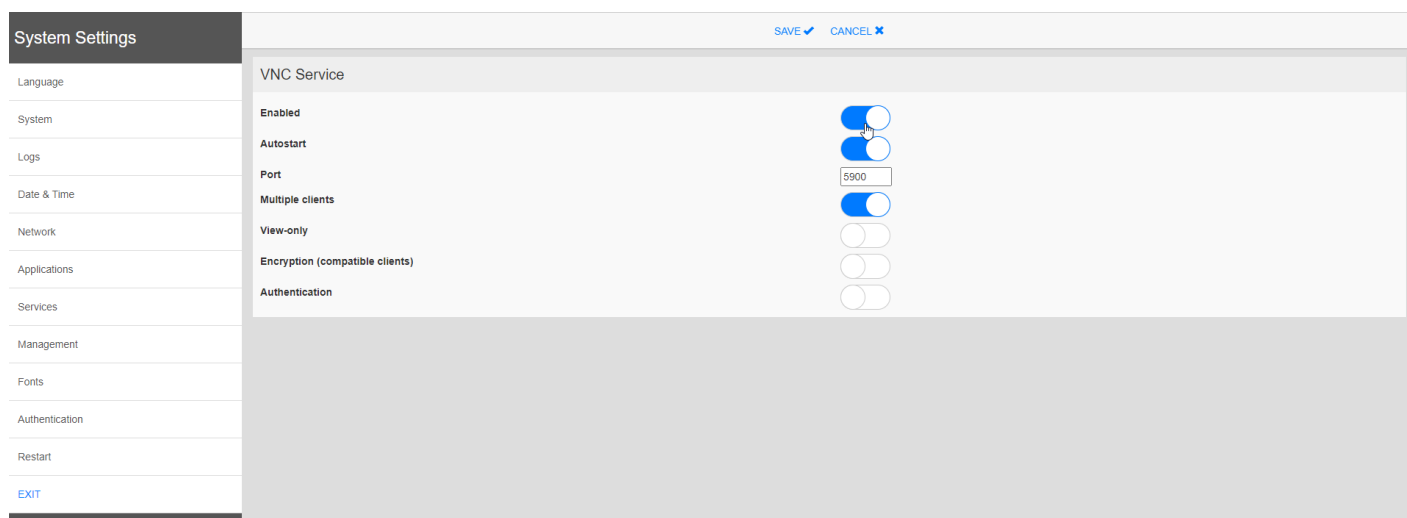 System Settings
SAVE CANCEL
Language
System
Logs
Date & Time
Network
Applications
Services
Management
Fonts
Authentication
Restart
EXIT
VNC Service
Enabled
Autostart
Port 5900
Multiple clients
View-only
Encryption (compatible clients)
Authentication